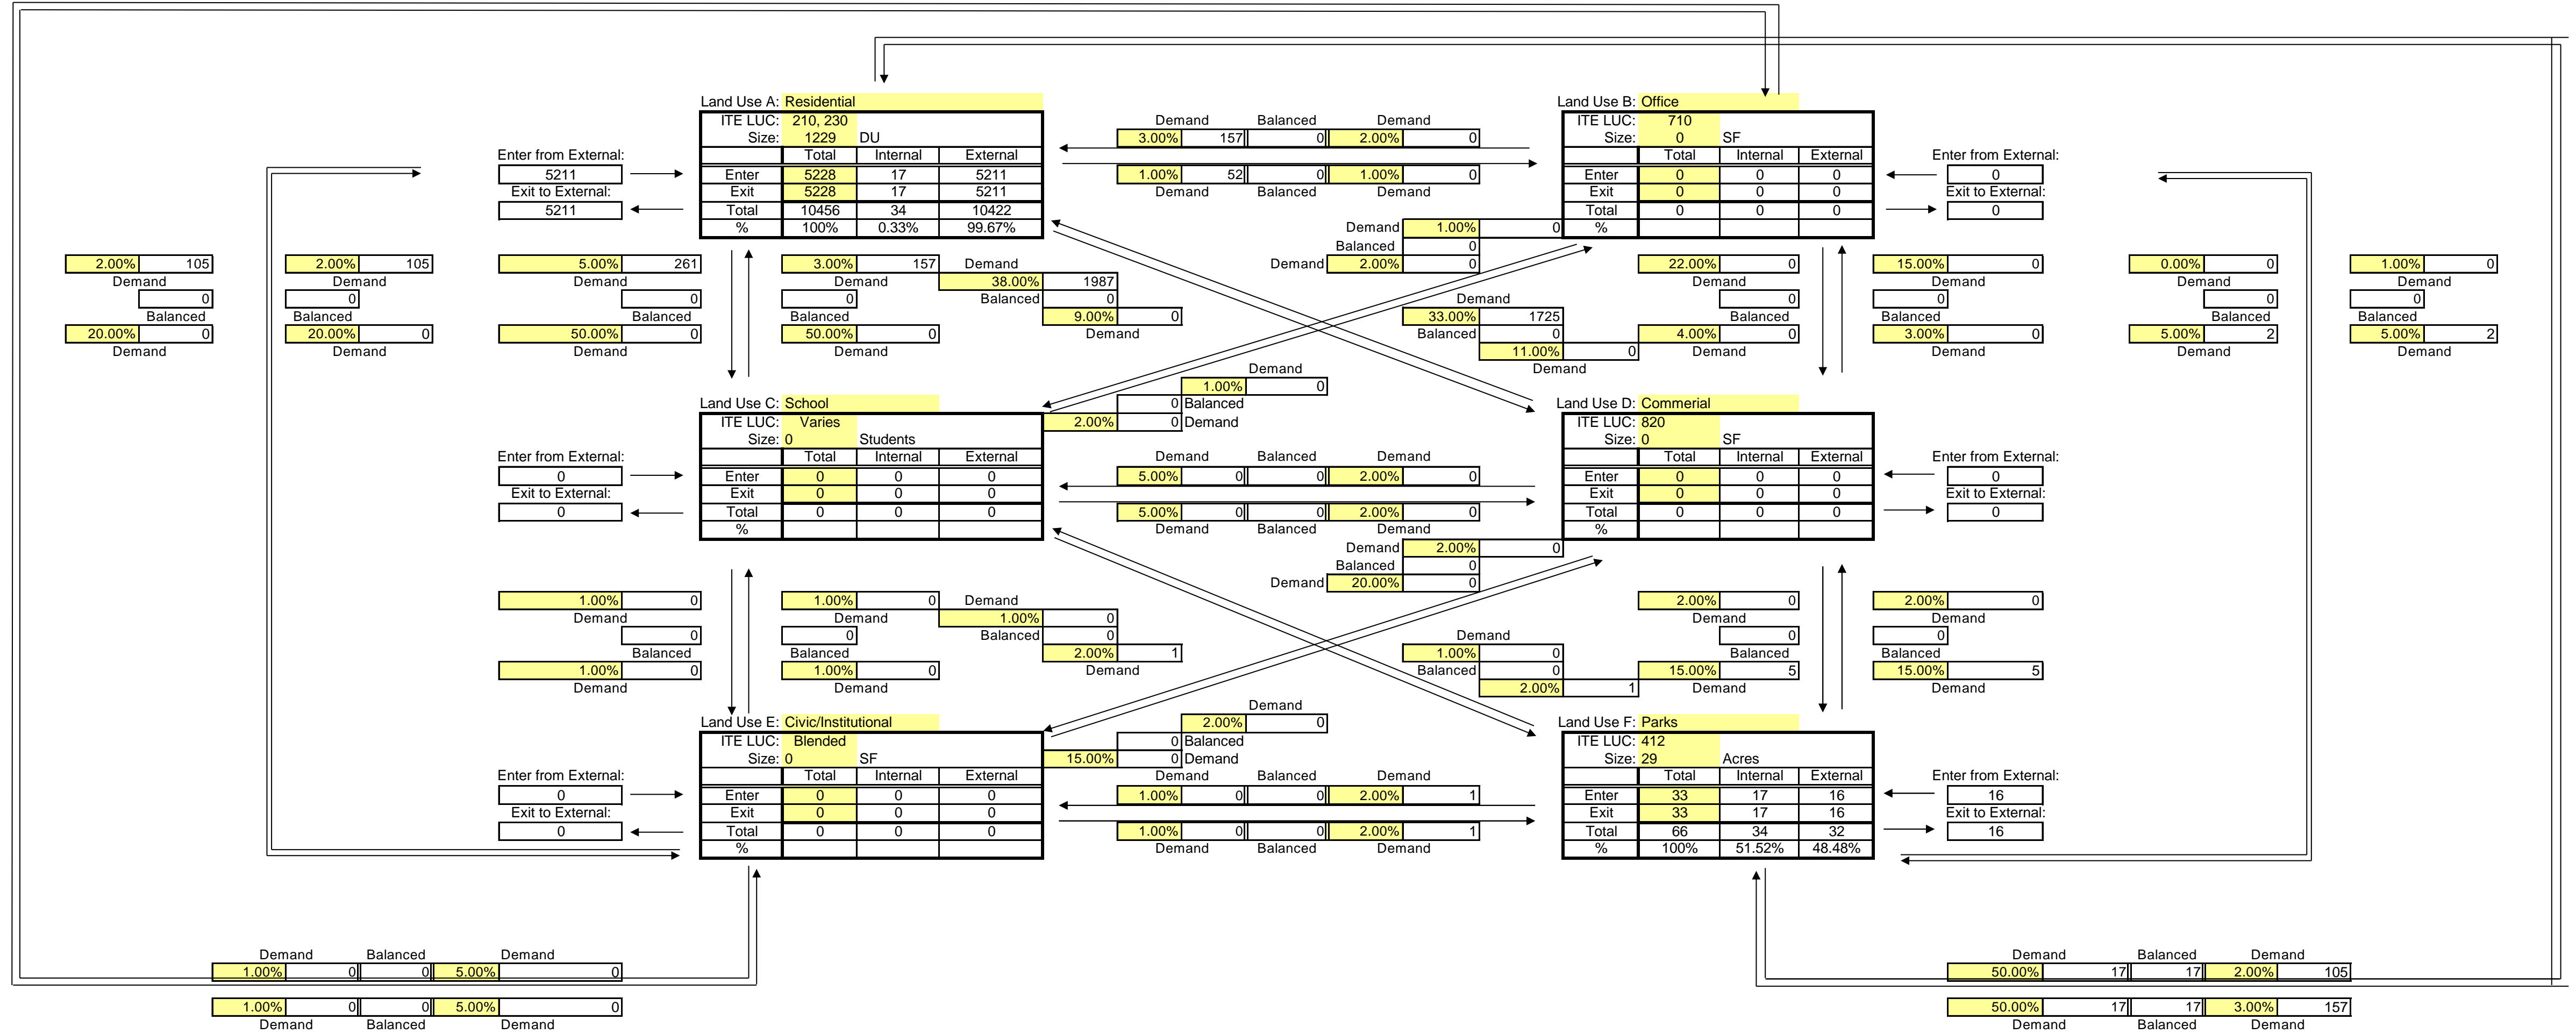 Land Use A: Residential Land Use B: Office
ITE LUC: 210, 230 Demand Balanced Demand ITE LUC: 710
Size: 1229 DU 3.00% 157 0 2.00% 0 Size: 0 SF
Enter from External: Total Internal External Total Internal External Enter from External:
5211 Enter 5228 17 5211 1.00% 52 0 1.00% 0 Enter 0 0 0 0
Exit to External: Exit 5228 17 5211 Demand Balanced Demand Exit 0 0 0 Exit to External:
5211 Total 10456 34 10422 Total 0 0 0 0
% 100% 0.33% 99.67% Demand 1.00% 0 %
Balanced 0
2.00% 105 2.00% 105 5.00% 261 3.00% 157 Demand Demand 2.00% 0 22.00% 0 15.00% 0 0.00% 0 1.00% 0
Demand Demand Demand Demand 38.00% 1987 Demand Demand Demand Demand
0 0 0 0 Balanced 0 Demand 0 0 0 0
Balanced Balanced Balanced Balanced 9.00% 0 33.00% 1725 Balanced Balanced Balanced Balanced
20.00% 0 20.00% 0 50.00% 0 50.00% 0 Demand Balanced 0 4.00% 0 3.00% 0 5.00% 2 5.00% 2
Demand Demand Demand Demand 11.00% 0 Demand Demand Demand Demand
Demand Demand
1.00% 0
Land Use C: School 0 Balanced Land Use D: Commerial
ITE LUC: Varies 2.00% 0 Demand ITE LUC: 820
Size: 0 Students Size: 0 SF
Enter from External: Total Internal External Demand Balanced Demand Total Internal External Enter from External:
0 Enter 0 0 0 5.00% 0 0 2.00% 0 Enter 0 0 0 0
Exit to External: Exit 0 0 0 Exit 0 0 0 Exit to External:
0 Total 0 0 0 5.00% 0 0 2.00% 0 Total 0 0 0 0
% Demand Balanced Demand %
Demand 2.00% 0
Balanced 0
Demand 20.00% 0
1.00% 0 1.00% 0 Demand 2.00% 0 2.00% 0
Demand Demand 1.00% 0 Demand Demand
0 0 Balanced 0 Demand 0 0
Balanced Balanced 2.00% 1 1.00% 0 Balanced Balanced
1.00% 0 1.00% 0 Demand Balanced 0 15.00% 5 15.00% 5
Demand Demand 2.00% 1 Demand Demand
Demand
Land Use E: Civic/Institutional 2.00% 0 Land Use F: Parks
ITE LUC: Blended 0 Balanced ITE LUC: 412
Size: 0 SF 15.00% 0 Demand Size: 29 Acres
Enter from External: Total Internal External Demand Balanced Demand Total Internal External Enter from External:
0 Enter 0 0 0 1.00% 0 0 2.00% 1 Enter 33 17 16 16
Exit to External: Exit 0 0 0 Exit 33 17 16 Exit to External:
0 Total 0 0 0 1.00% 0 0 2.00% 1 Total 66 34 32 16
% Demand Balanced Demand % 100% 51.52% 48.48%
Demand Balanced Demand Demand Balanced Demand
1.00% 0 0 5.00% 0 50.00% 17 17 2.00% 105
1.00% 0 0 5.00% 0 50.00% 17 17 3.00% 157
Demand Balanced Demand Demand Balanced Demand